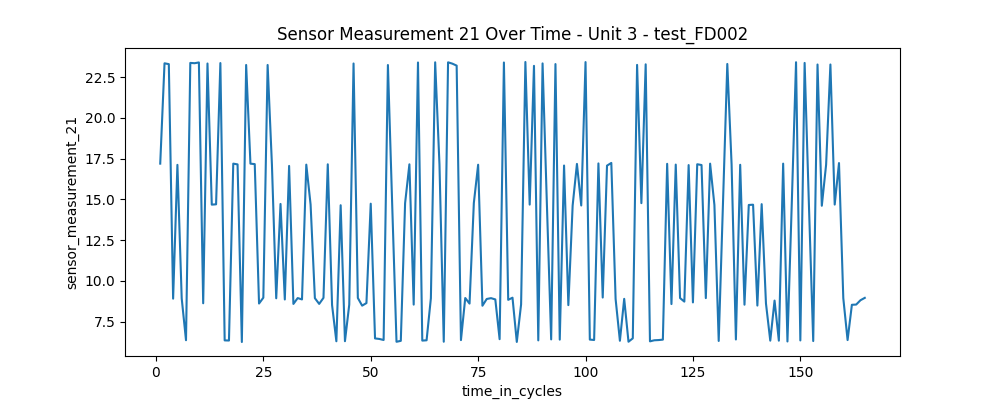 Sensor Measurement 21 Over Time - Unit 3 - test_FD002
sensor_measurement_21
22.5
20.0
17.5
15.0
12.5
10.0
7.5
0 25 50 75 100 125 150
time_in_cycles